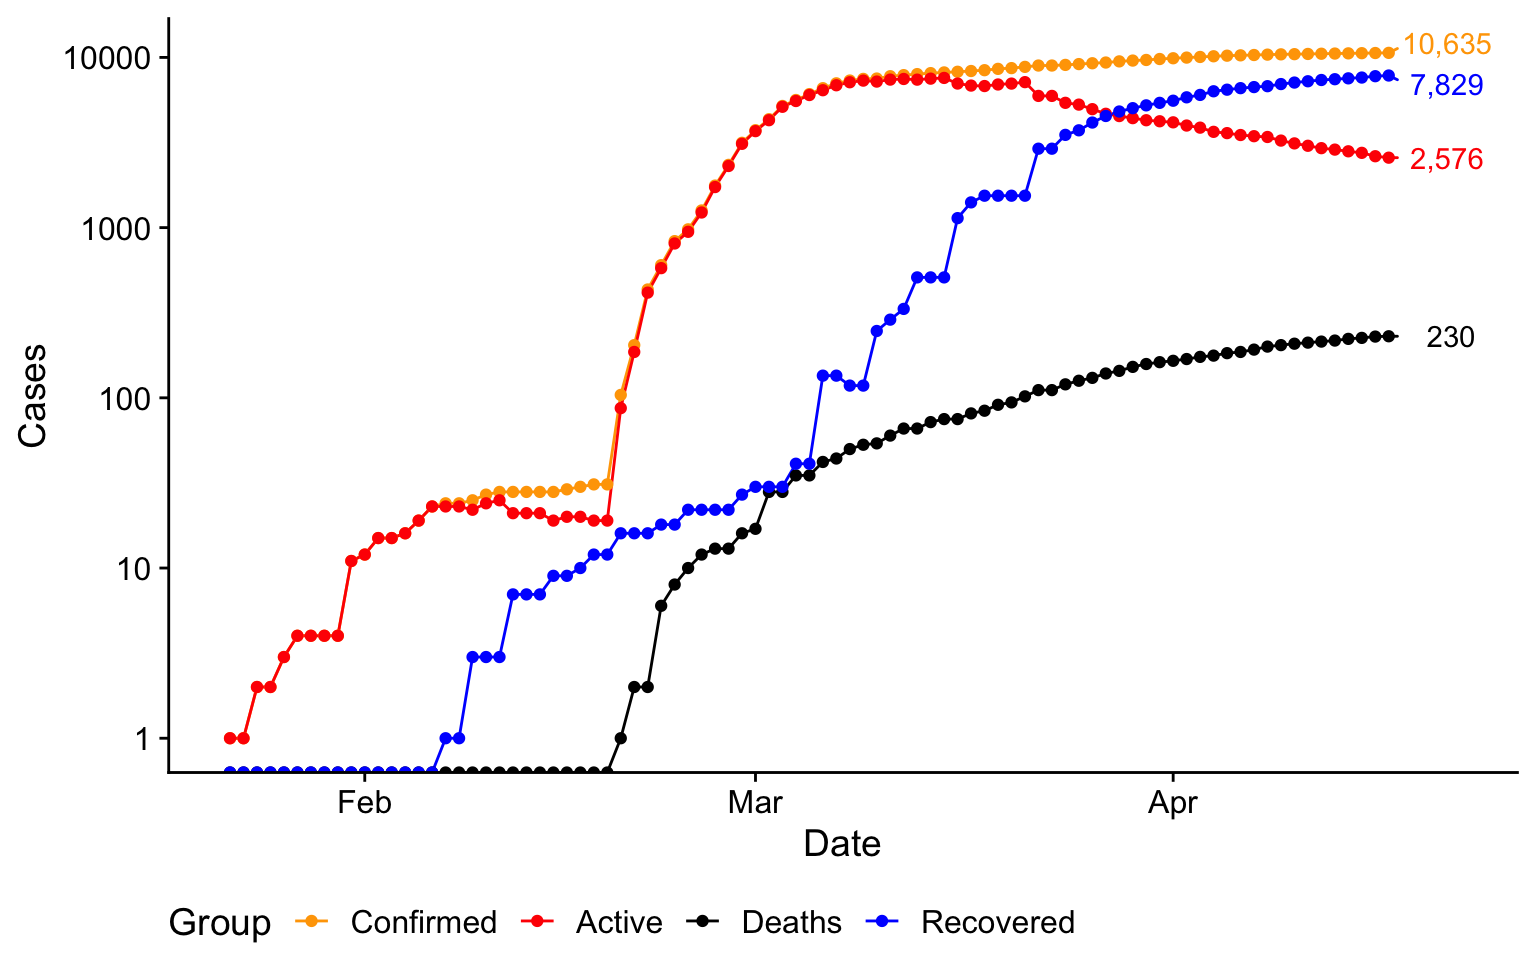 10000
1000
100
10
1
Cases
10,635
7,829
2,576
230
Feb Mar Apr
Date
Group Confirmed Active Deaths Recovered